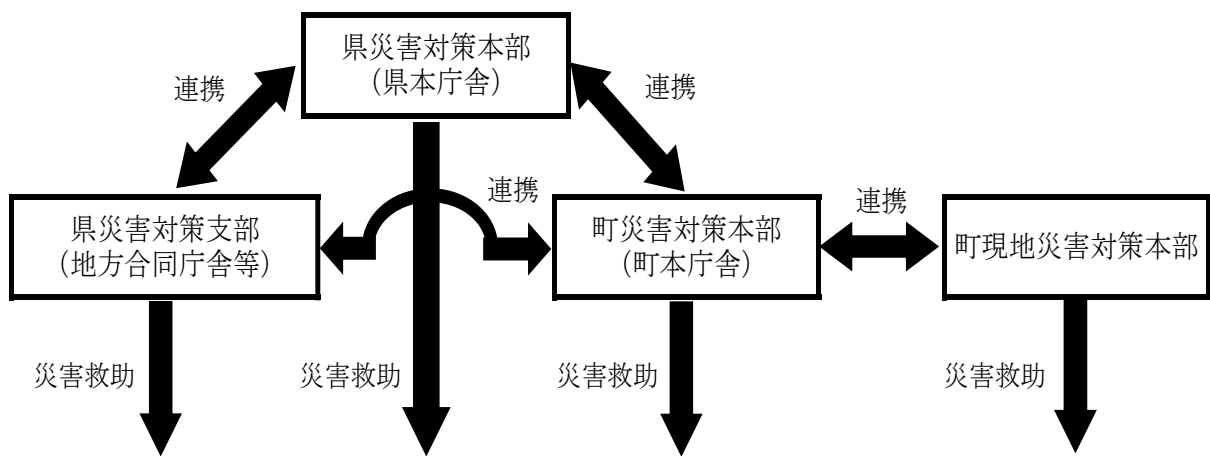 県災害対策本部
（県本庁舎）
連携
連携
連携
連携
県災害対策支部
（地方合同庁舎等）
町災害対策本部
（町本庁舎）
町現地災害対策本部
災害救助
災害救助
災害救助
災害救助